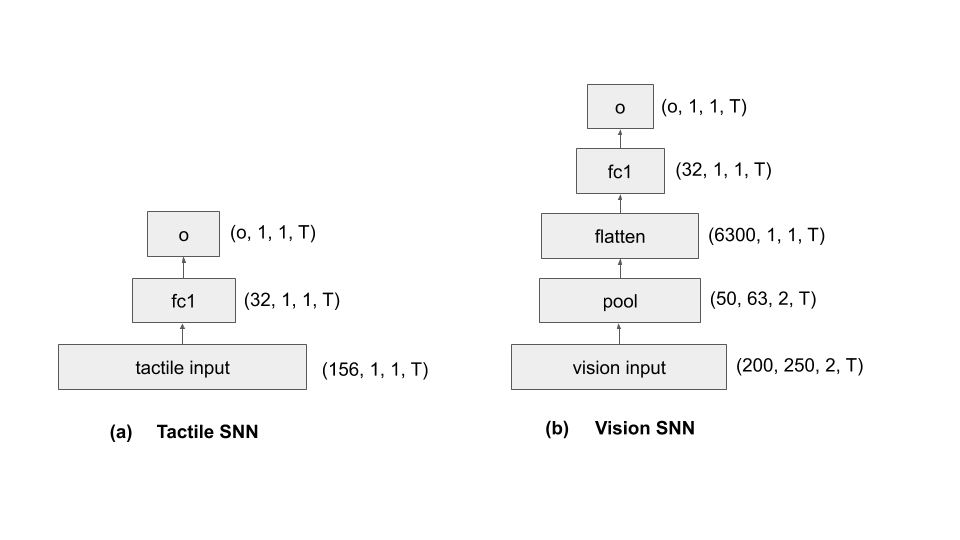 o (o, 1, 1, T)
fc1 (32, 1, 1, T)
tactile input (156, 1, 1, T)
(a) Tactile SNN
o (o, 1, 1, T)
fc1 (32, 1, 1, T)
flatten (6300, 1, 1, T)
pool (50, 63, 2, T)
vision input (200, 250, 2, T)
(b) Vision SNN